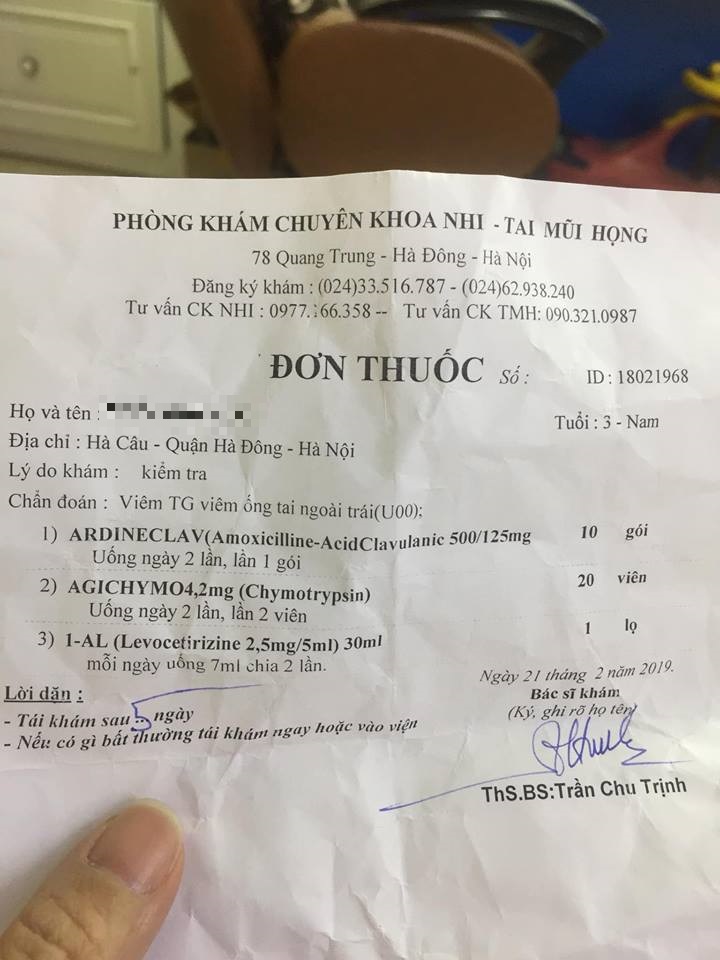 PHÒNG KHÁM CHUYÊN KHOA NHI - TAI MŨI HỌNG
78 Quang Trung - Hà Đông - Hà Nội
Đăng ký khám : (024)33.516.787 - (024)62.938.240
Tư vấn CK NHI : 0977. 66.358 -- Tư vấn CK TMH: 090.321.0987
ĐƠN THUỐC Số : ID : 18021968
Họ và tên : Tuổi : 3 - Nam
Địa chỉ : Hà Câu - Quận Hà Đông - Hà Nội
Lý do khám : kiểm tra
Chẩn đoán : Viêm TG viêm ống tai ngoài trái(U00);
1) ARDINECLAV(Amoxicilline-AcidClavulanic 500/125mg 10 gói
Uống ngày 2 lần, lần 1 gói
2) AGICHYMO4,2mg (Chymotrypsin) 20 viên
Uống ngày 2 lần, lần 2 viên
3) 1-AL (Levocetirizine 2,5mg/5ml) 30ml 1 lọ
mỗi ngày uống 7ml chia 2 lần.
Ngày 21 tháng 2 năm 2019.
Lời dặn : Bác sĩ khám
- Tái khám sau 5 ngày (Ký, ghi rõ họ tên)
- Nếu có gì bất thường tái khám ngay hoặc vào viện
ThS.BS:Trần Chu Trịnh